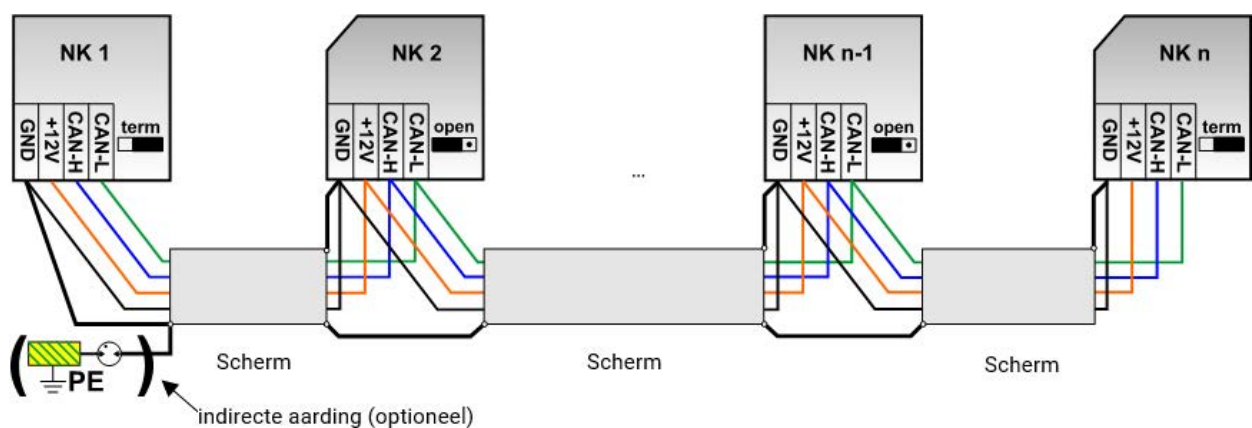 NK 1
GND
+12V
CAN-H
CAN-L
term
NK 2
GND
+12V
CAN-H
CAN-L
open
...
NK n-1
GND
+12V
CAN-H
CAN-L
open
NK n
GND
+12V
CAN-H
CAN-L
term
( PE )
Scherm
Scherm
Scherm
indirecte aarding (optioneel)